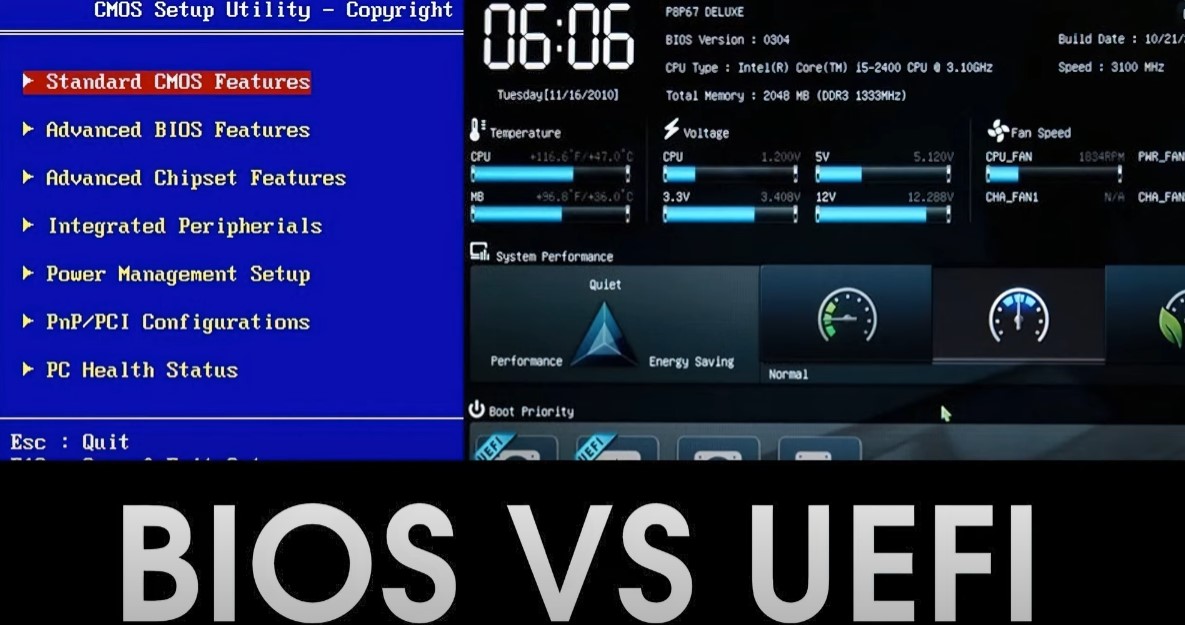 CMOS Setup Utility - Copyright
Standard CMOS Features
Advanced BIOS Features
Advanced Chipset Features
Integrated Peripherials
Power Management Setup
PnP/PCI Configurations
PC Health Status
Esc : Quit
06:06
Tuesday[11/16/2010]
P8P67 DELUXE
BIOS Version : 0304
Build Date : 10/21/
CPU Type : Intel(R) Core(TM) i5-2400 CPU @ 3.10GHz
Speed : 3100 MHz
Total Memory : 2048 MB (DDR3 1333MHz)
Temperature
CPU +116.6°F/+47.0°C
MB +96.8°F/+36.0°C
Voltage
CPU 1.200V 5V 5.120V
3.3V 3.408V 12V 12.288V
Fan Speed
CPU_FAN 1834RPM PWR_FAN
CHA_FAN1 N/A CHA_FAN
System Performance
Quiet
Performance Energy Saving
Normal
Boot Priority
UEFI UEFI
BIOS VS UEFI